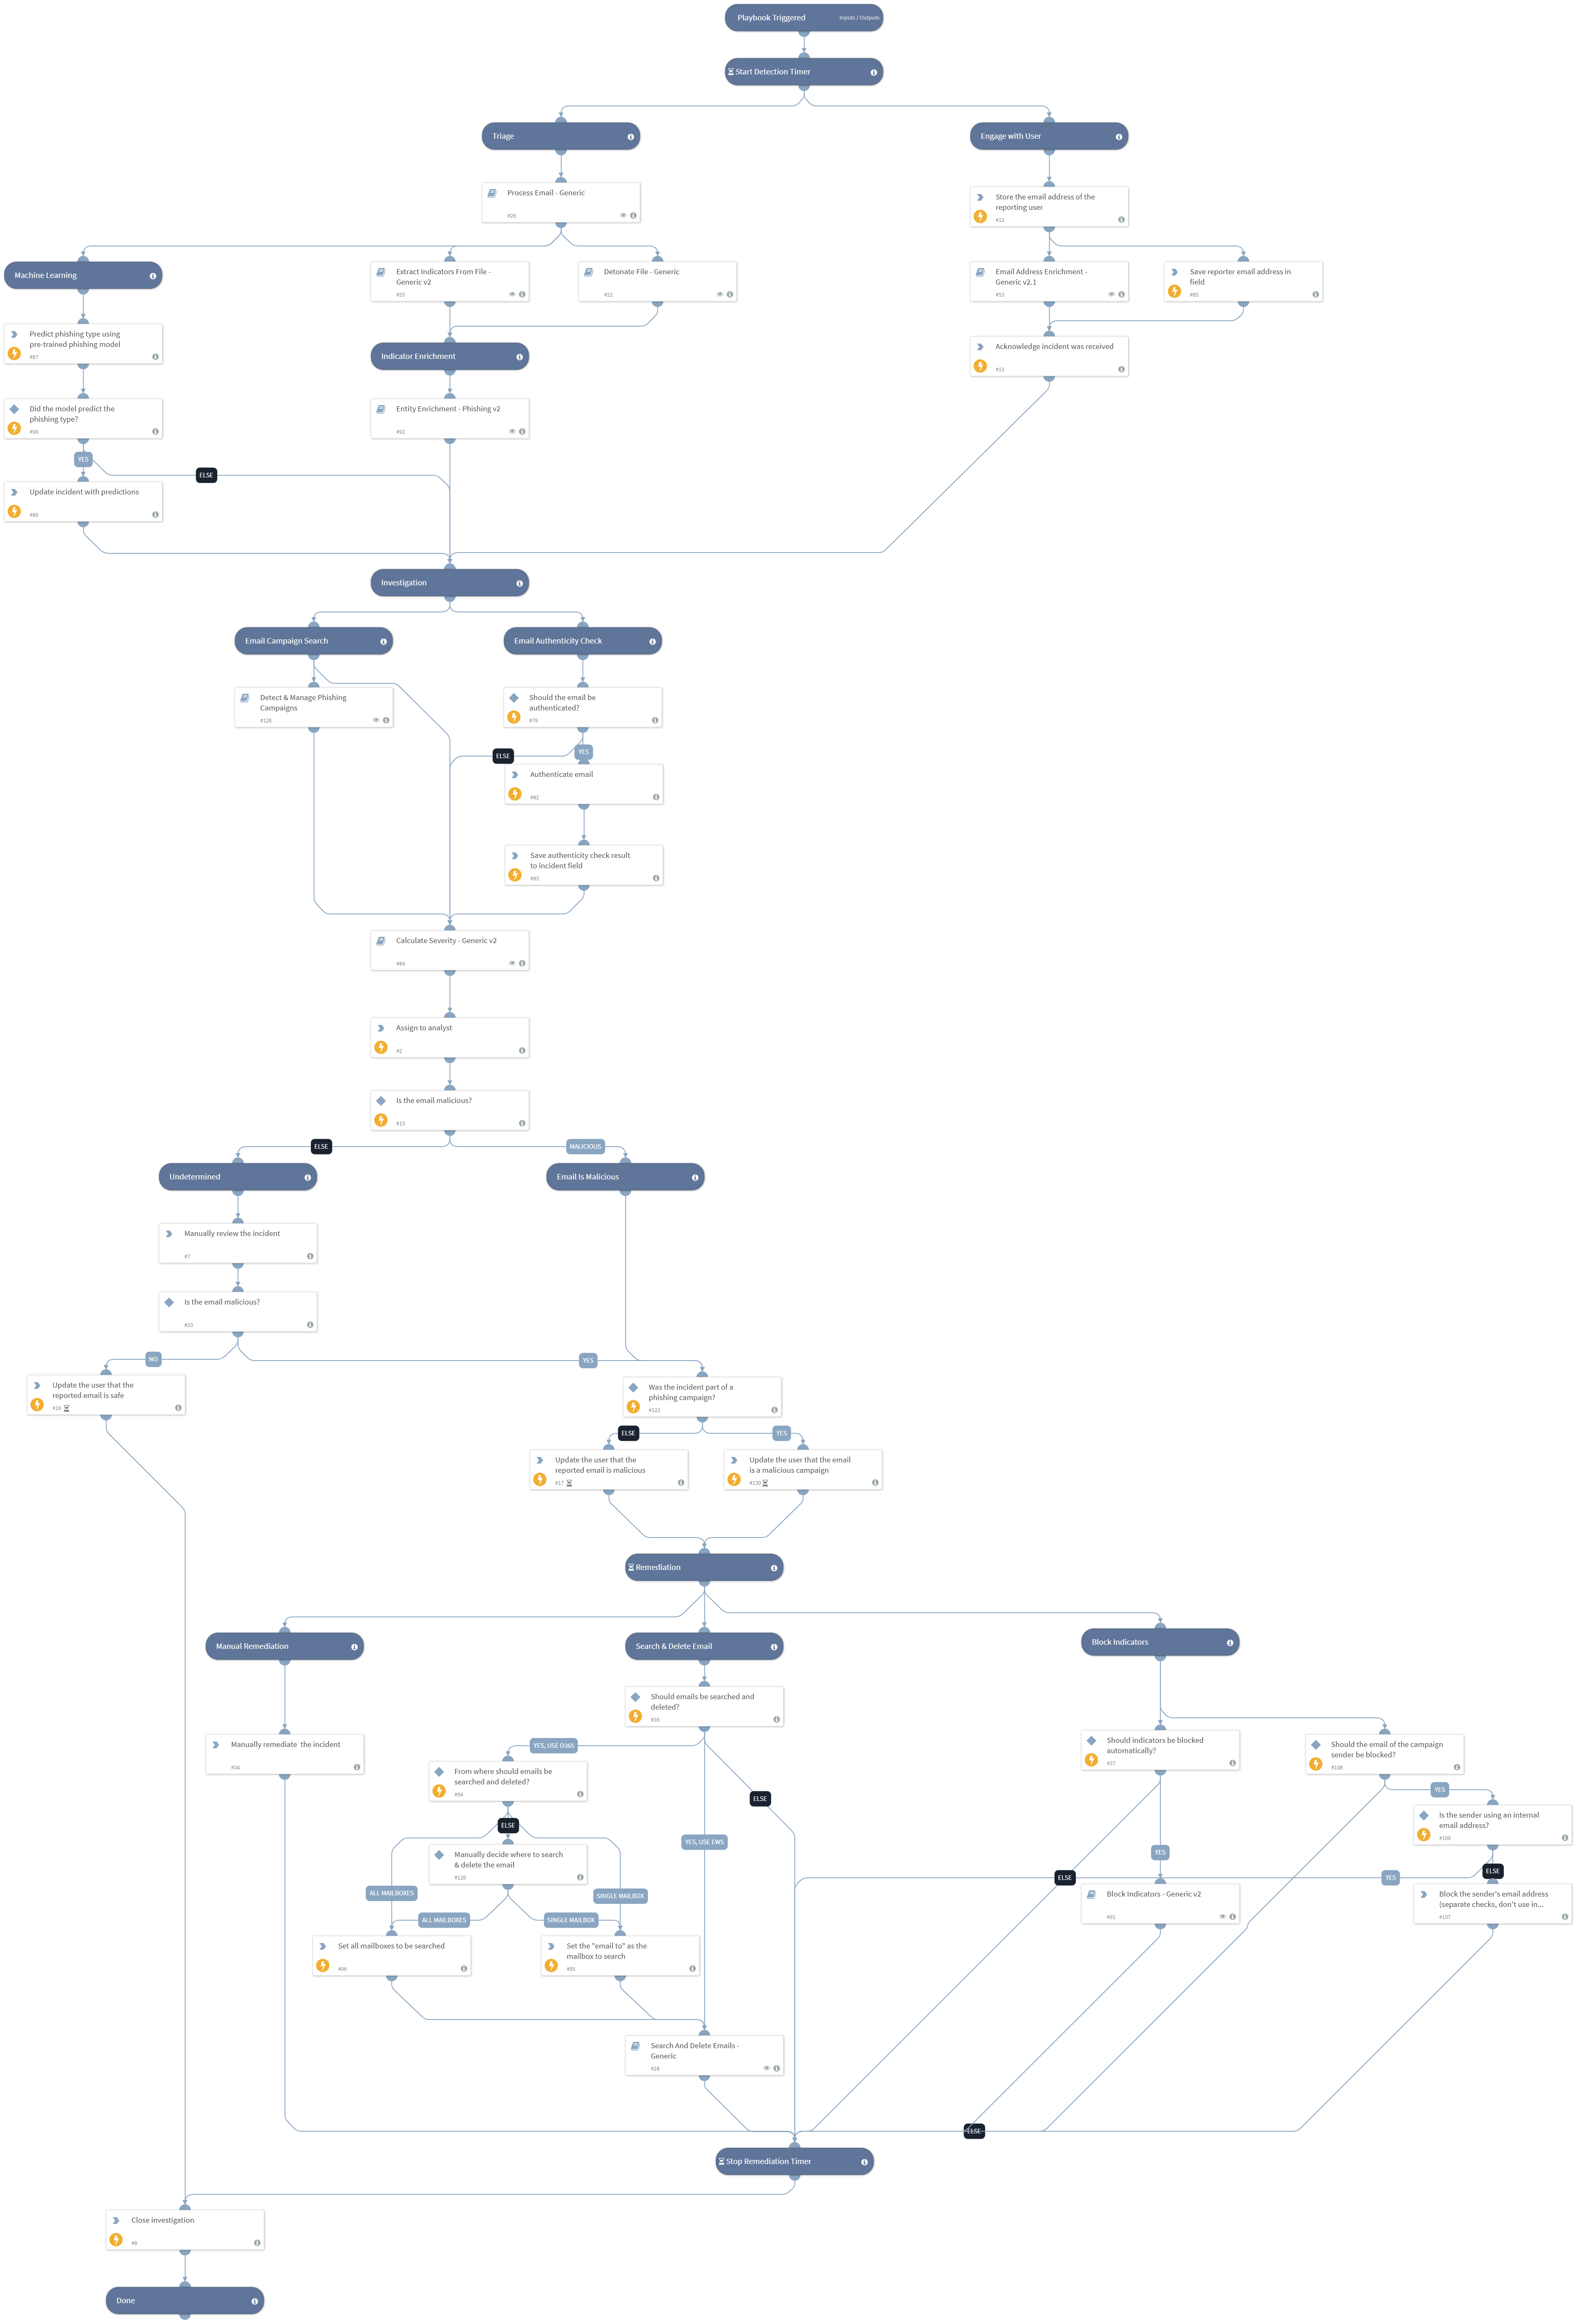 Playbook Triggered
Inputs / Outputs
Start Detection Timer
Triage
Engage with User
Process Email - Generic
#26
Store the email address of the
reporting user
#12
Machine Learning
Extract Indicators From File -
Generic v2
#55
Detonate File - Generic
#22
Email Address Enrichment -
Generic v2.1
#53
Save reporter email address in
field
#85
Predict phishing type using
pre-trained phishing model
#87
Indicator Enrichment
Acknowledge incident was received
#13
Did the model predict the
phishing type?
#90
Entity Enrichment - Phishing v2
#92
YES
ELSE
Update incident with predictions
#89
Investigation
Email Campaign Search
Email Authenticity Check
Detect & Manage Phishing
Campaigns
#126
Should the email be
authenticated?
ELSE
YES
Authenticate email
#82
Save authenticity check result
to incident field
#83
Calculate Severity - Generic v2
#84
Assign to analyst
#2
Is the email malicious?
ELSE
MALICIOUS
Undetermined
Email Is Malicious
Manually review the incident
#7
Is the email malicious?
#33
NO
YES
Update the user that the
reported email is safe
Was the incident part of a
phishing campaign?
ELSE
YES
Update the user that the
reported email is malicious
#17
Update the user that the email
is a malicious campaign
#130
Remediation
Manual Remediation
Search & Delete Email
Block Indicators
Should emails be searched and
deleted?
Manually remediate the incident
#34
Should indicators be blocked
automatically?
#37
Should the email of the campaign
sender be blocked?
#108
YES, USE O365
From where should emails be
searched and deleted?
#94
YES
ELSE
Is the sender using an internal
email address?
ELSE
YES, USE EWS
Manually decide where to search
& delete the email
YES
ELSE
ELSE
YES
ALL MAILBOXES
SINGLE MAILBOX
Block Indicators - Generic v2
#91
Block the sender's email address
(separate checks, don't use in...
#107
ALL MAILBOXES
SINGLE MAILBOX
Set all mailboxes to be searched
Set the "email to" as the
mailbox to search
#95
Search And Delete Emails -
Generic
#28
ELSE
Stop Remediation Timer
Close investigation
Done